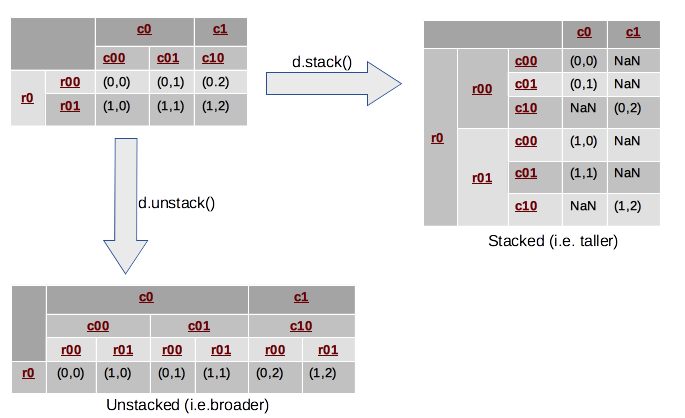 c0 c1
c00 c01 c10
r0 r00 (0,0) (0,1) (0.2)
r01 (1,0) (1,1) (1,2)
d.stack()
c0 c1
r0 r00 c00 (0,0) NaN
c01 (0,1) NaN
c10 NaN (0,2)
r01 c00 (1,0) NaN
c01 (1,1) NaN
c10 NaN (1,2)
Stacked (i.e. taller)
d.unstack()
c0 c1
c00 c01 c10
r00 r01 r00 r01 r00 r01
r0 (0,0) (1,0) (0,1) (1,1) (0,2) (1,2)
Unstacked (i.e.broader)